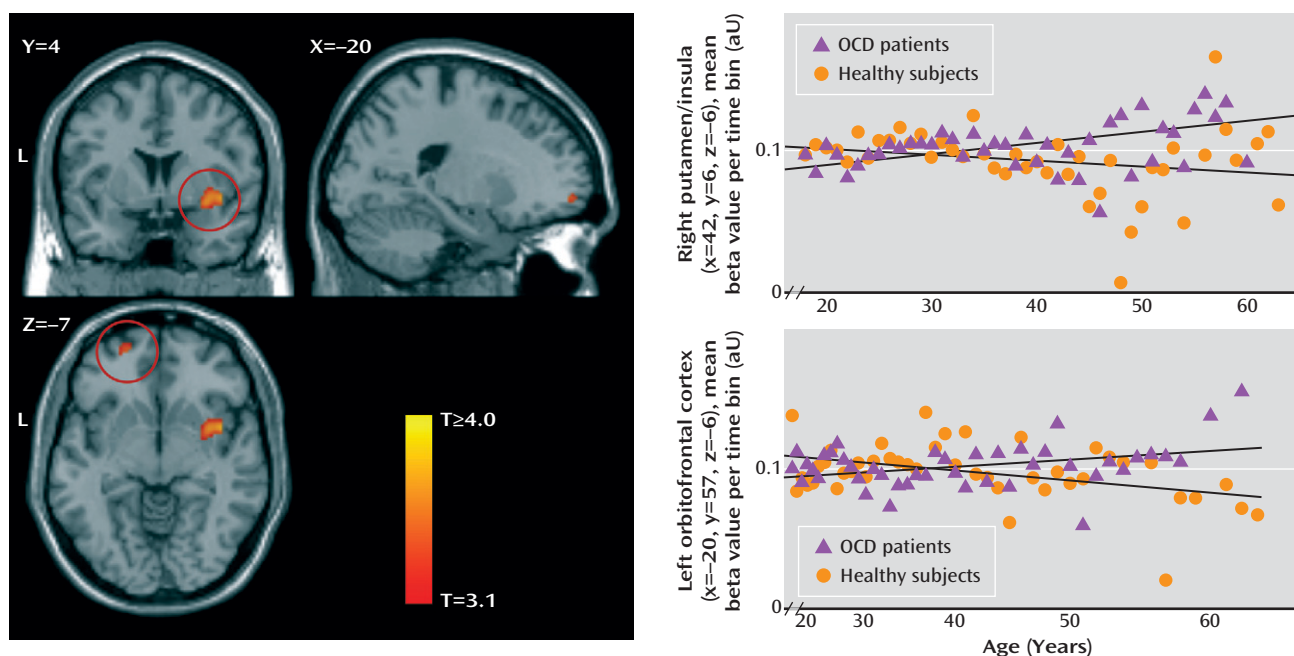 Y=4
X=–20
L
Z=–7
L
T≥4.0
T=3.1
Right putamen/insula
(x=42, y=6, z=–6), mean
beta value per time bin (aU)
OCD patients
Healthy subjects
0.1
0
20 30 40 50 60
Left orbitofrontal cortex
(x=–20, y=57, z=–6), mean
beta value per time bin (aU)
0.1
OCD patients
Healthy subjects
0
20 30 40 50 60
Age (Years)